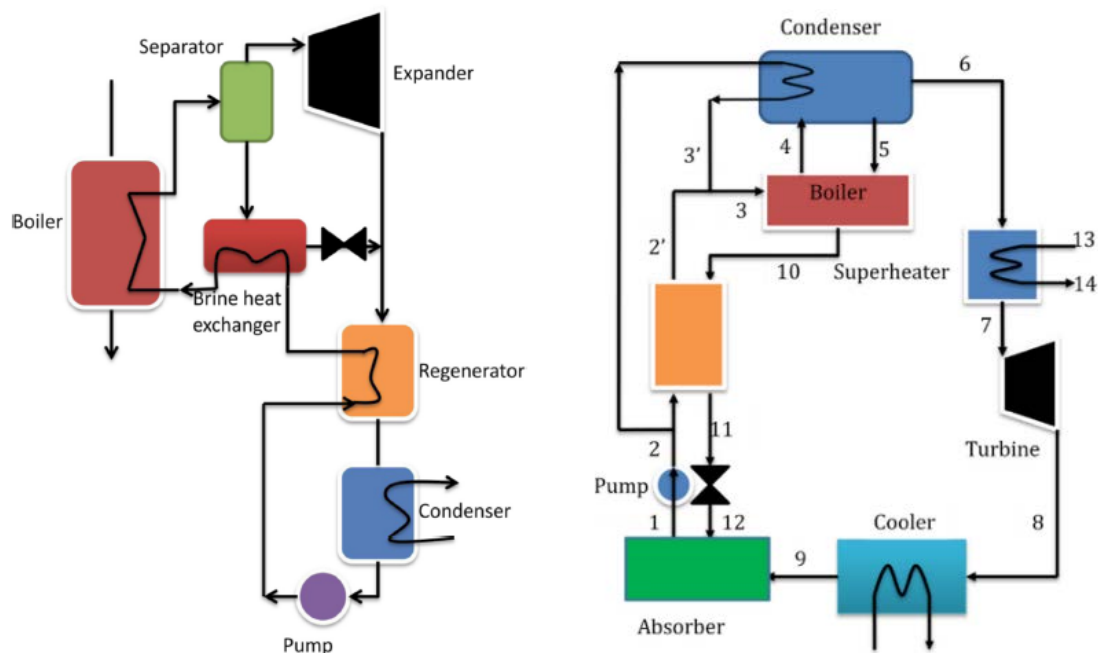 Separator
Expander
Boiler
Brine heat
exchanger
Regenerator
Condenser
Pump
Condenser
6
3’
4
5
Boiler
3
2’
10
Superheater
13
14
7
Turbine
2
11
Pump
1
12
Cooler
8
9
Absorber